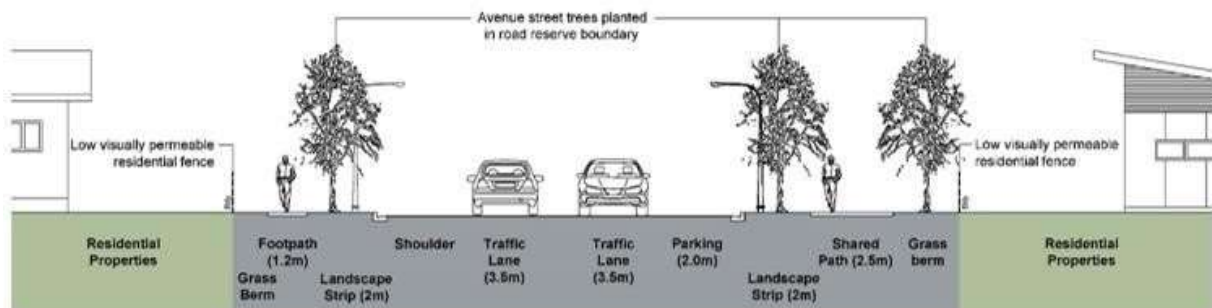 Avenue street trees planted
in road reserve boundary
Low visually permeable
residential fence
Low visually permeable
residential fence
Residential
Properties
Footpath
(1.2m)
Grass
Berm
Landscape
Strip (2m)
Shoulder
Traffic
Lane
(3.5m)
Traffic
Lane
(3.5m)
Parking
(2.0m)
Landscape
Strip (2m)
Shared
Path (2.5m)
Grass
berm
Residential
Properties